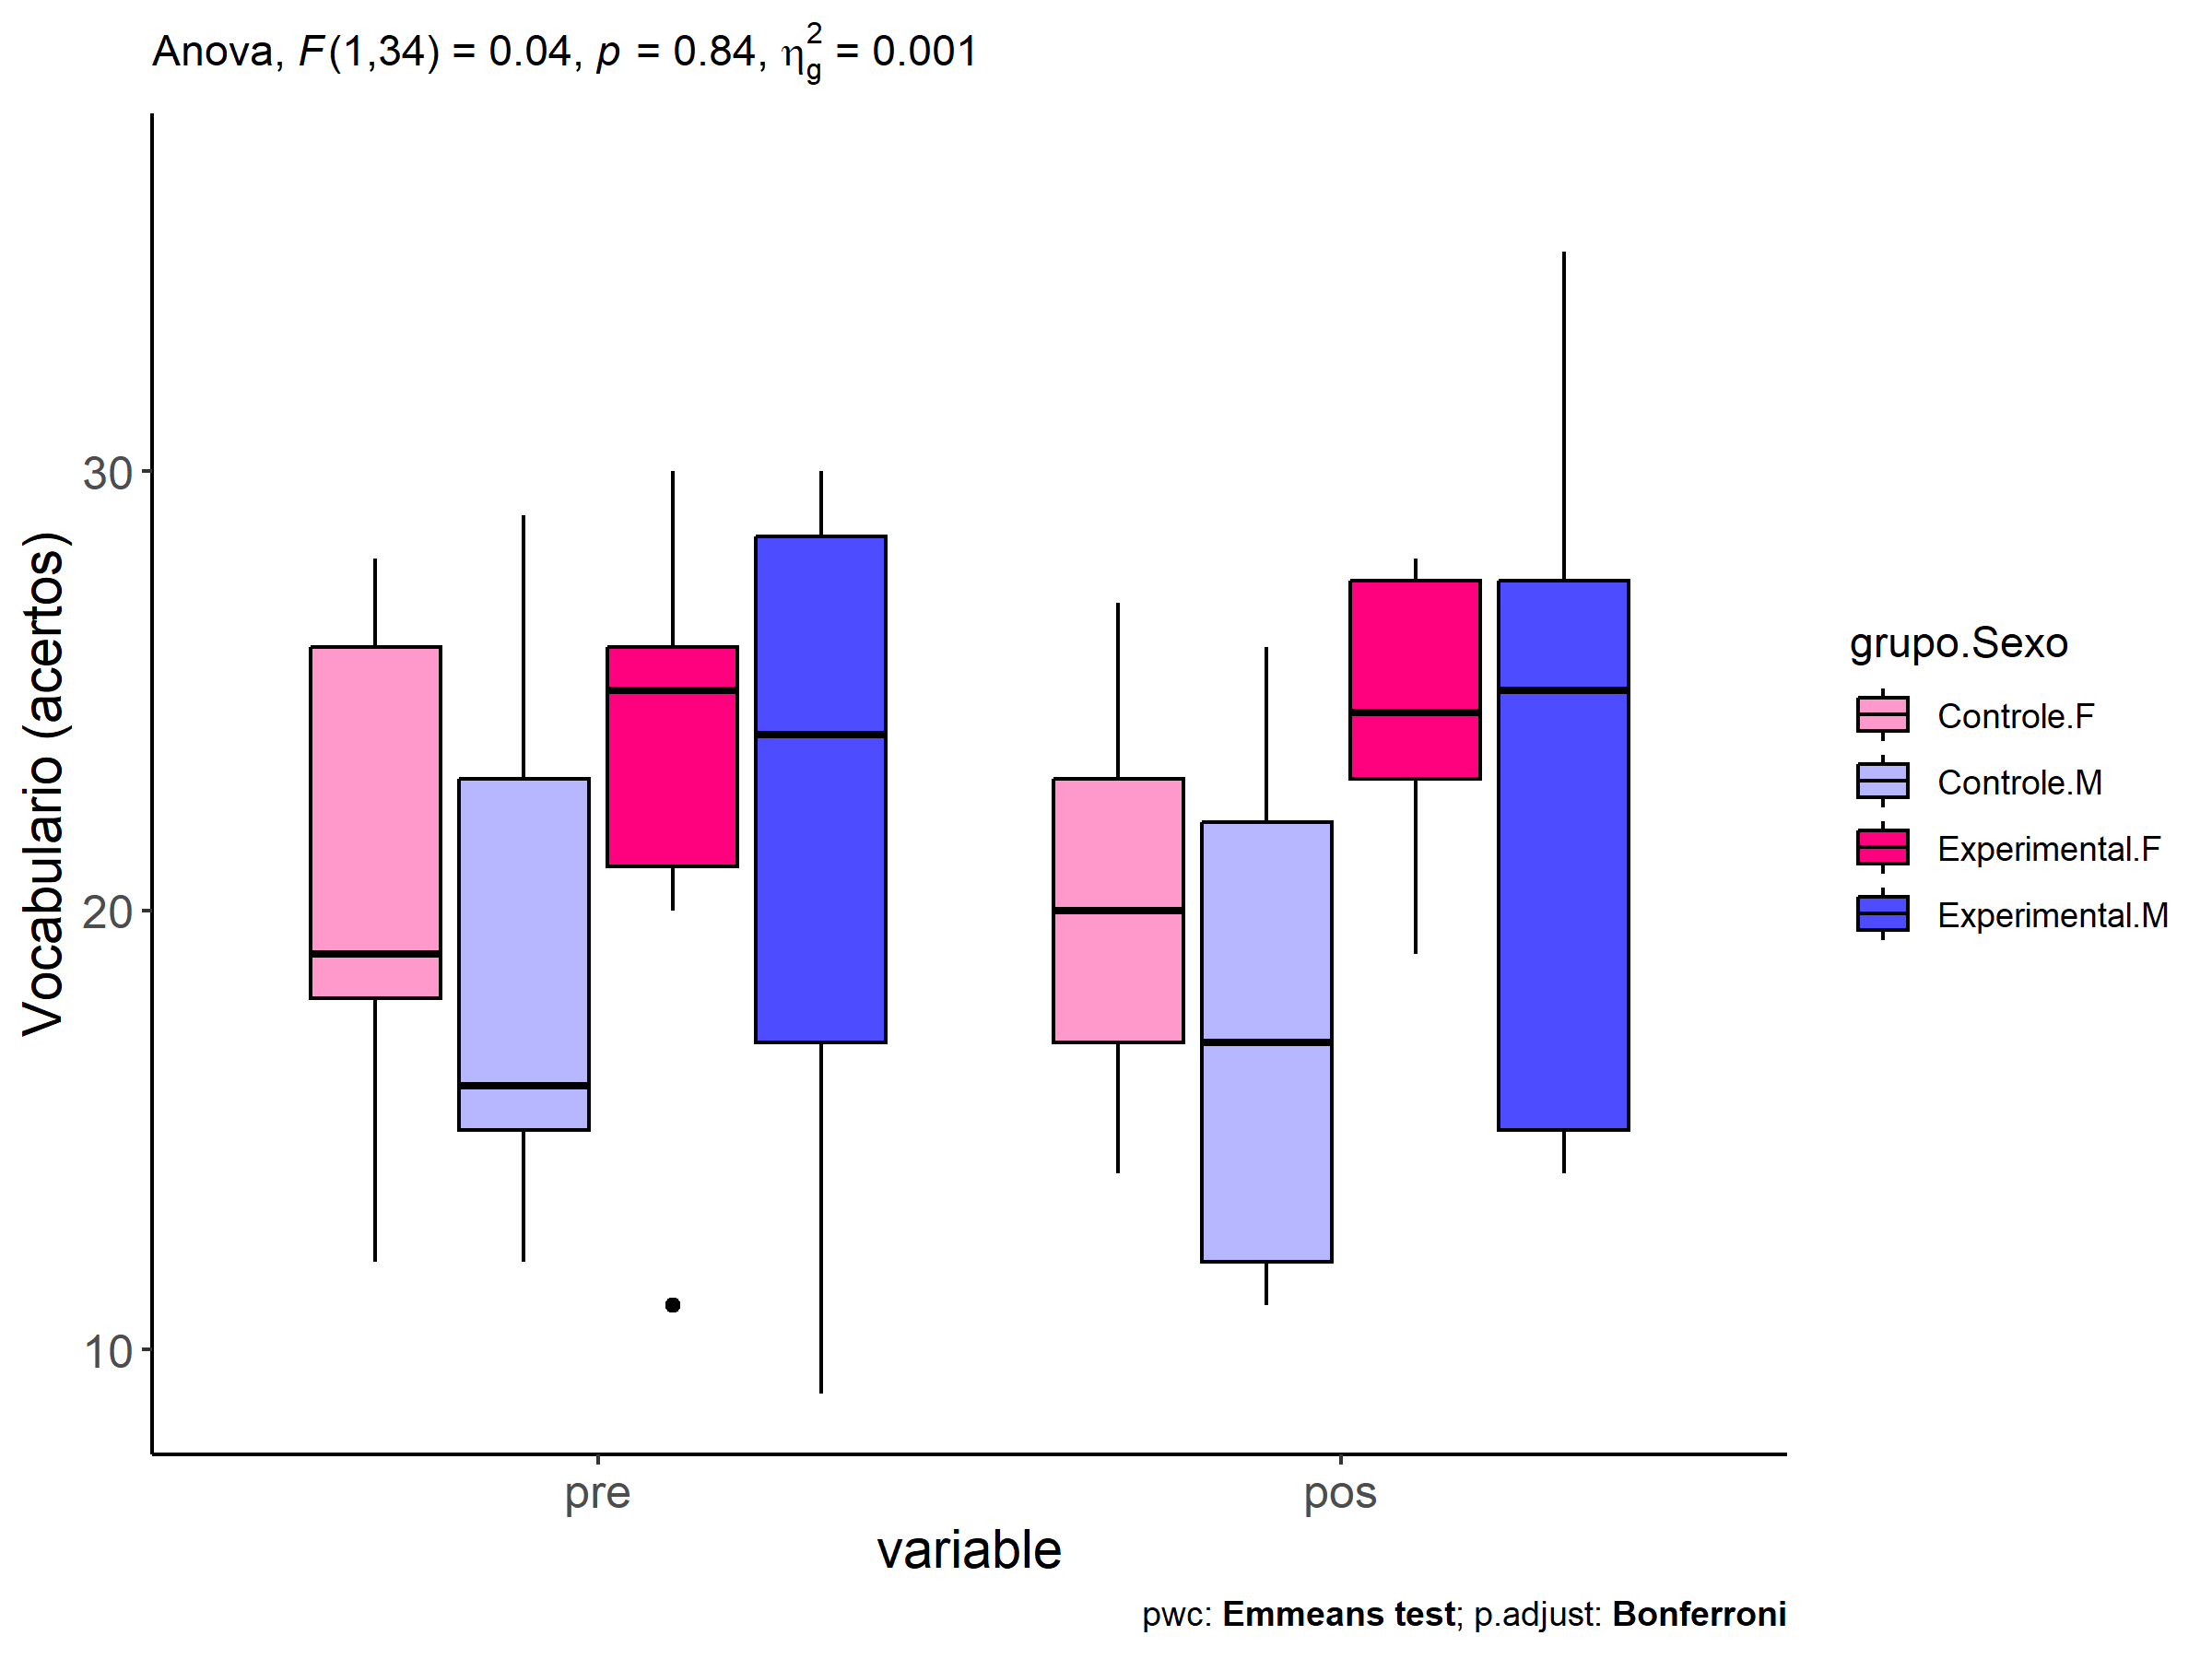 Anova, F(1,34) = 0.04, p = 0.84, η²g = 0.001
Vocabulario (acertos)
30
20
10
pre
pos
variable
grupo.Sexo
Controle.F
Controle.M
Experimental.F
Experimental.M
pwc: Emmeans test; p.adjust: Bonferroni